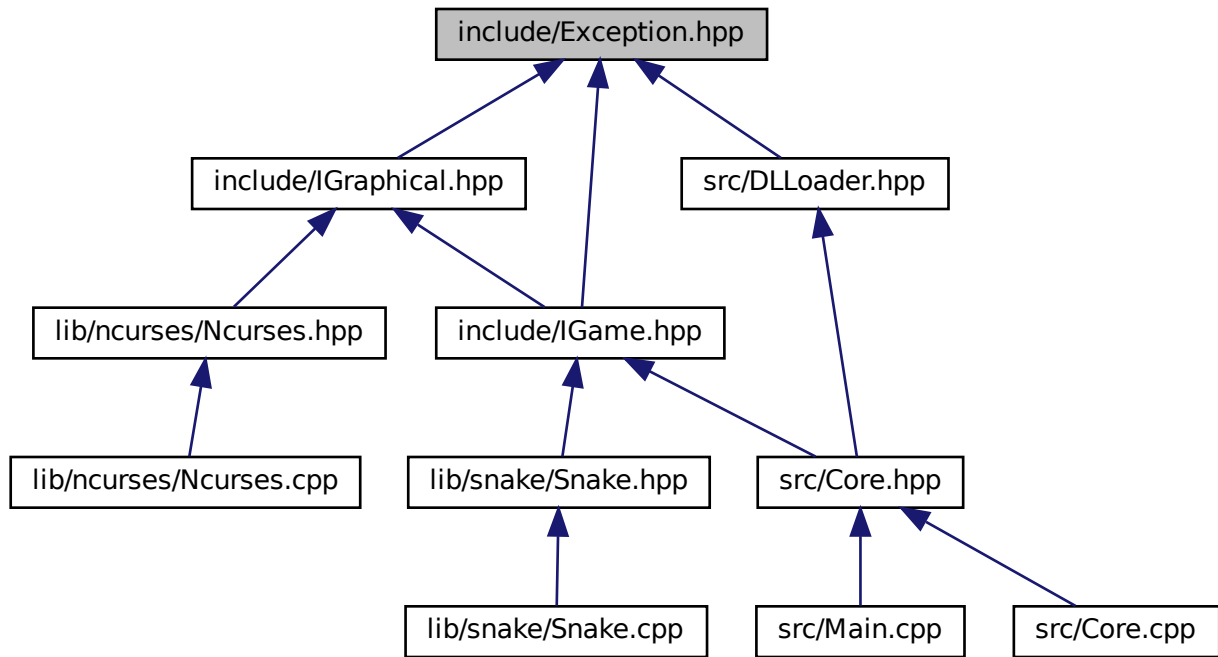 include/Exception.hpp
include/IGraphical.hpp
src/DLLoader.hpp
lib/ncurses/Ncurses.hpp
include/IGame.hpp
lib/ncurses/Ncurses.cpp
lib/snake/Snake.hpp
src/Core.hpp
lib/snake/Snake.cpp
src/Main.cpp
src/Core.cpp